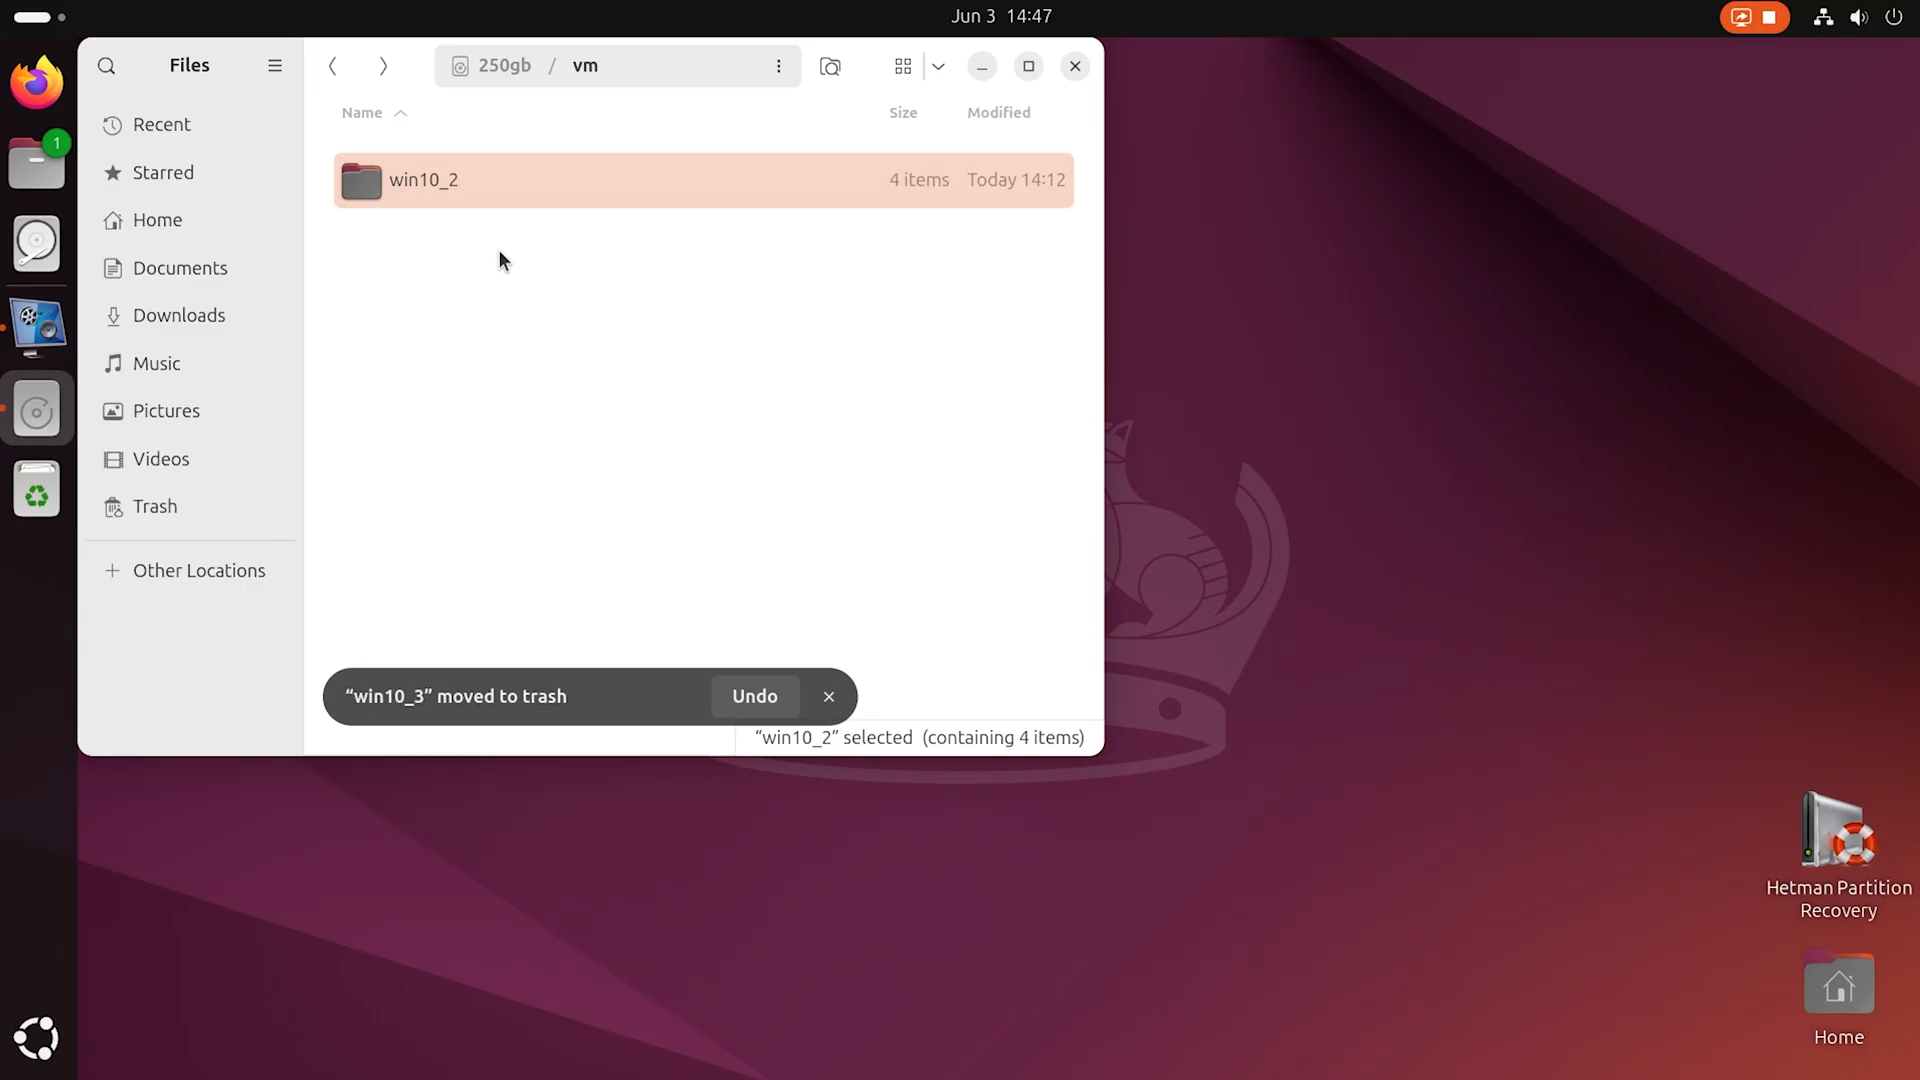 Jun 3 14:47
Files
250gb / vm
1
Name
Size
Modified
Recent
Starred
Home
Documents
Downloads
Music
Pictures
Videos
Trash
Other Locations
win10_2
4 items
Today 14:12
“win10_3” moved to trash
Undo
“win10_2” selected (containing 4 items)
Hetman Partition
Recovery
Home